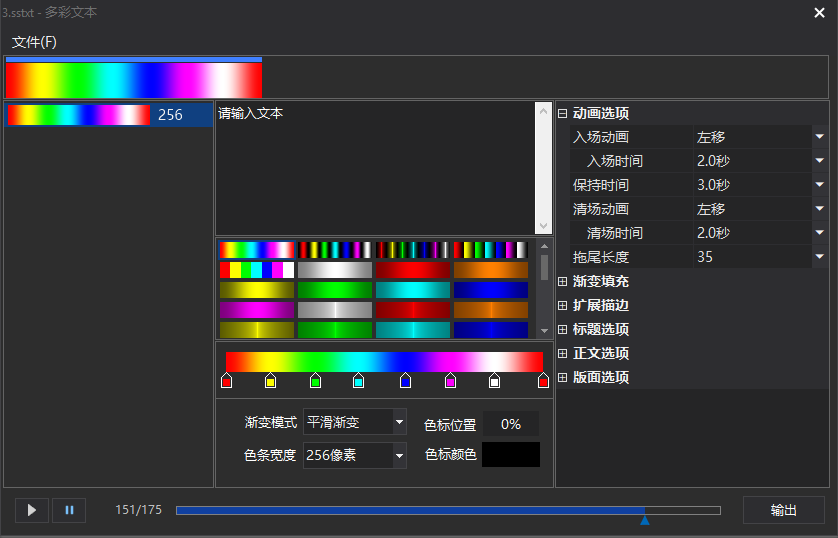 3.sstxt - 多彩文本
文件(F)
256
请输入文本
动画选项
入场动画 左移
入场时间 2.0秒
保持时间 3.0秒
清场动画 左移
清场时间 2.0秒
拖尾长度 35
渐变填充
扩展描边
标题选项
正文选项
版面选项
渐变模式 平滑渐变 色标位置 0%
色条宽度 256像素 色标颜色
151/175 输出